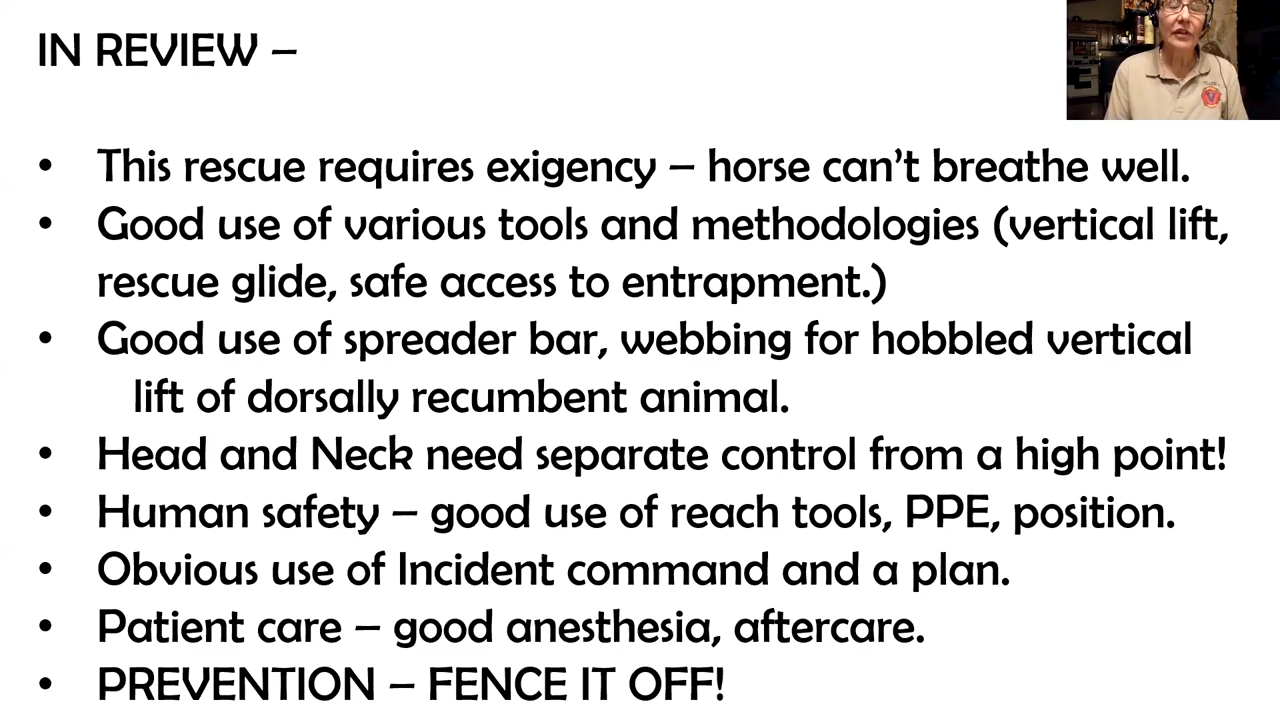 IN REVIEW –
• This rescue requires exigency – horse can't breathe well.
• Good use of various tools and methodologies (vertical lift,
rescue glide, safe access to entrapment.)
• Good use of spreader bar, webbing for hobbled vertical
lift of dorsally recumbent animal.
• Head and Neck need separate control from a high point!
• Human safety – good use of reach tools, PPE, position.
• Obvious use of Incident command and a plan.
• Patient care – good anesthesia, aftercare.
• PREVENTION – FENCE IT OFF!